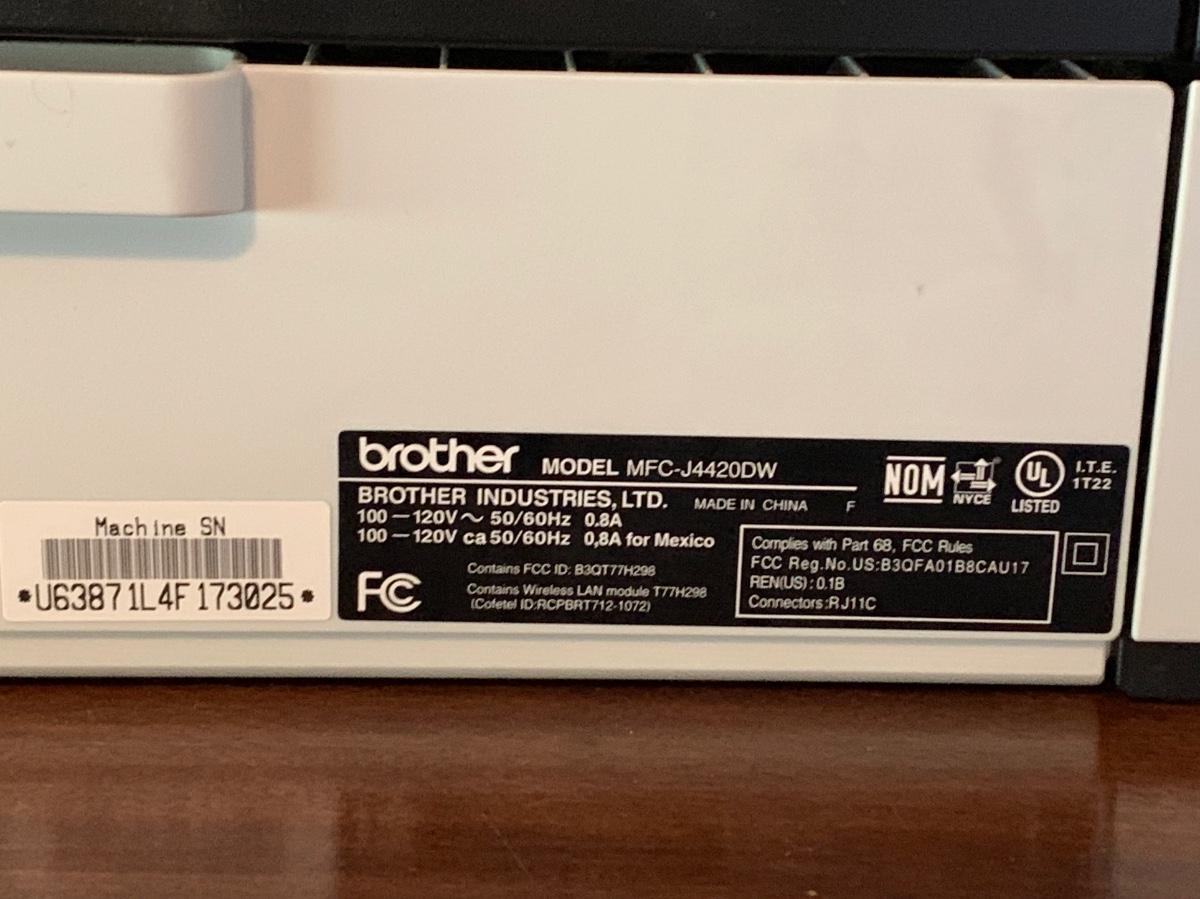 brother MODEL MFC-J4420DW
BROTHER INDUSTRIES, LTD. MADE IN CHINA F
100－120V～ 50/60Hz 0.8A
100－120V ca 50/60Hz 0,8A for Mexico
FC
Contains FCC ID: B3QT77H298
Contains Wireless LAN module T77H298
(Cofetel ID:RCPBRT712-1072)
NOM
NYCE
UL
LISTED
I.T.E.
1T22
Complies with Part 68, FCC Rules
FCC Reg.No.US:B3QFA01B8CAU17
REN(US): 0.1B
Connectors:RJ11C
Machine SN
*U63871L4F173025*